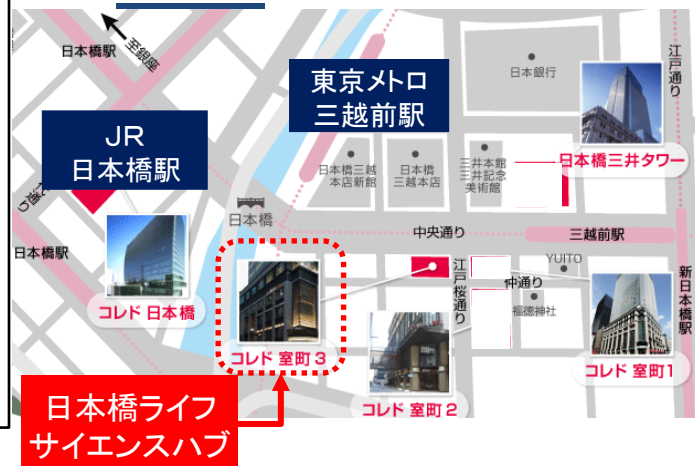 日本橋駅
至銀座
東京メトロ
三越前駅
日本銀行
江戸通り
JR
日本橋駅
日本橋三越
本店新館
日本橋
三越本店
三井本館
三井記念
美術館
日本橋三井タワー
代通り
日本橋
中央通り
三越前駅
日本橋駅
コレド 日本橋
江戸桜通り
YUITO
仲通り
福徳神社
新日本橋駅
コレド 室町3
コレド 室町2
コレド 室町1
日本橋ライフ
サイエンスハブ